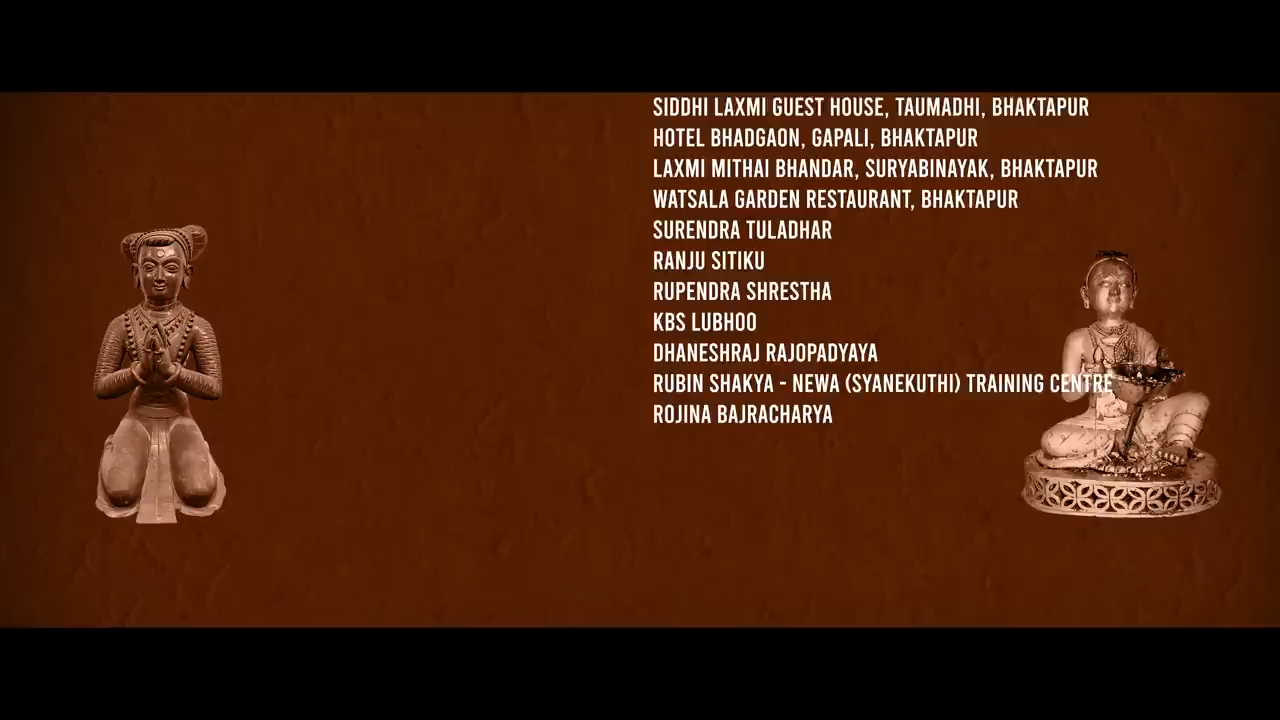 SIDDHI LAXMI GUEST HOUSE, TAUMADHI, BHAKTAPUR
HOTEL BHADGAON, GAPALI, BHAKTAPUR
LAXMI MITHAI BHANDAR, SURYABINAYAK, BHAKTAPUR
WATSALA GARDEN RESTAURANT, BHAKTAPUR
SURENDRA TULADHAR
RANJU SITIKU
RUPENDRA SHRESTHA
KBS LUBHOO
DHANESHRAJ RAJOPADYAYA
RUBIN SHAKYA - NEWA (SYANEKUTHI) TRAINING CENTRE
ROJINA BAJRACHARYA